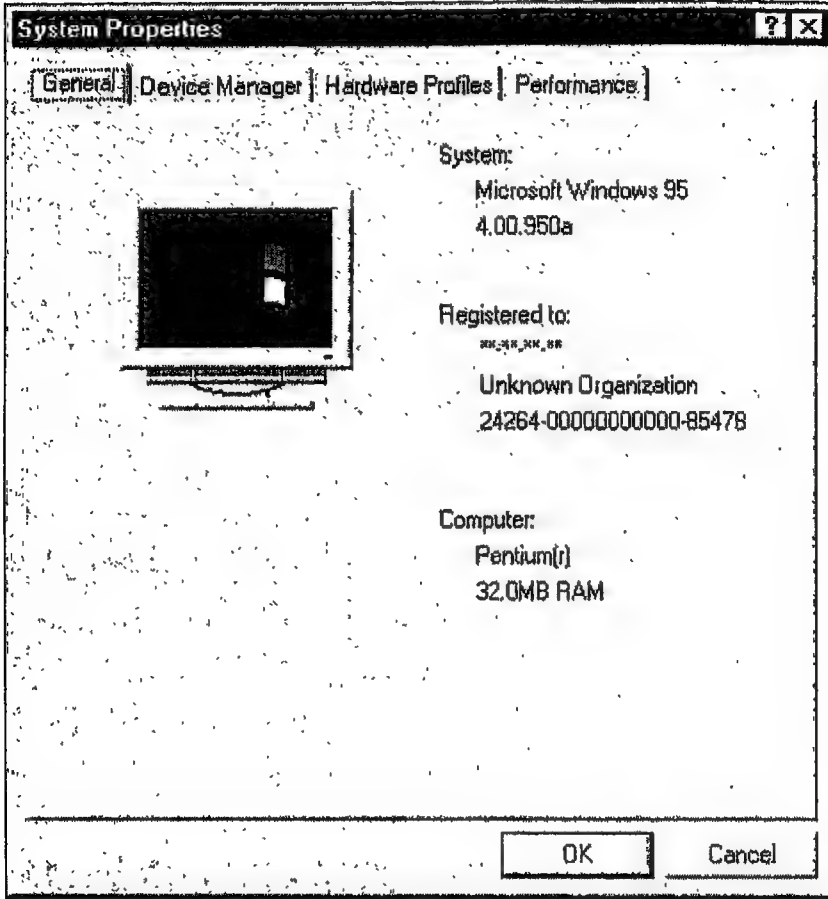 System Properties
General Device Manager Hardware Profiles Performance
System:
Microsoft Windows 95
4.00.950a
Registered to:
Unknown Organization
24264-00000000000-85478
Computer:
Pentium(r)
32.0MB RAM
OK Cancel